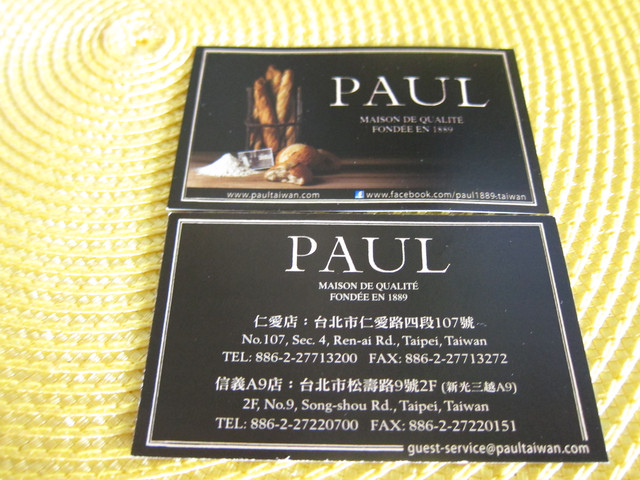 PAUL
MAISON DE QUALITÉ
FONDÉE EN 1889
www.paultaiwan.com
www.facebook.com/paul1889.taiwan
PAUL
MAISON DE QUALITÉ
FONDÉE EN 1889
仁愛店：台北市仁愛路四段107號
No.107, Sec. 4, Ren-ai Rd., Taipei, Taiwan
TEL: 886-2-27713200 FAX: 886-2-27713272
信義A9店：台北市松壽路9號2F (新光三越A9)
2F, No.9, Song-shou Rd., Taipei, Taiwan
TEL: 886-2-27220700 FAX: 886-2-27220151
guest-service@paultaiwan.com